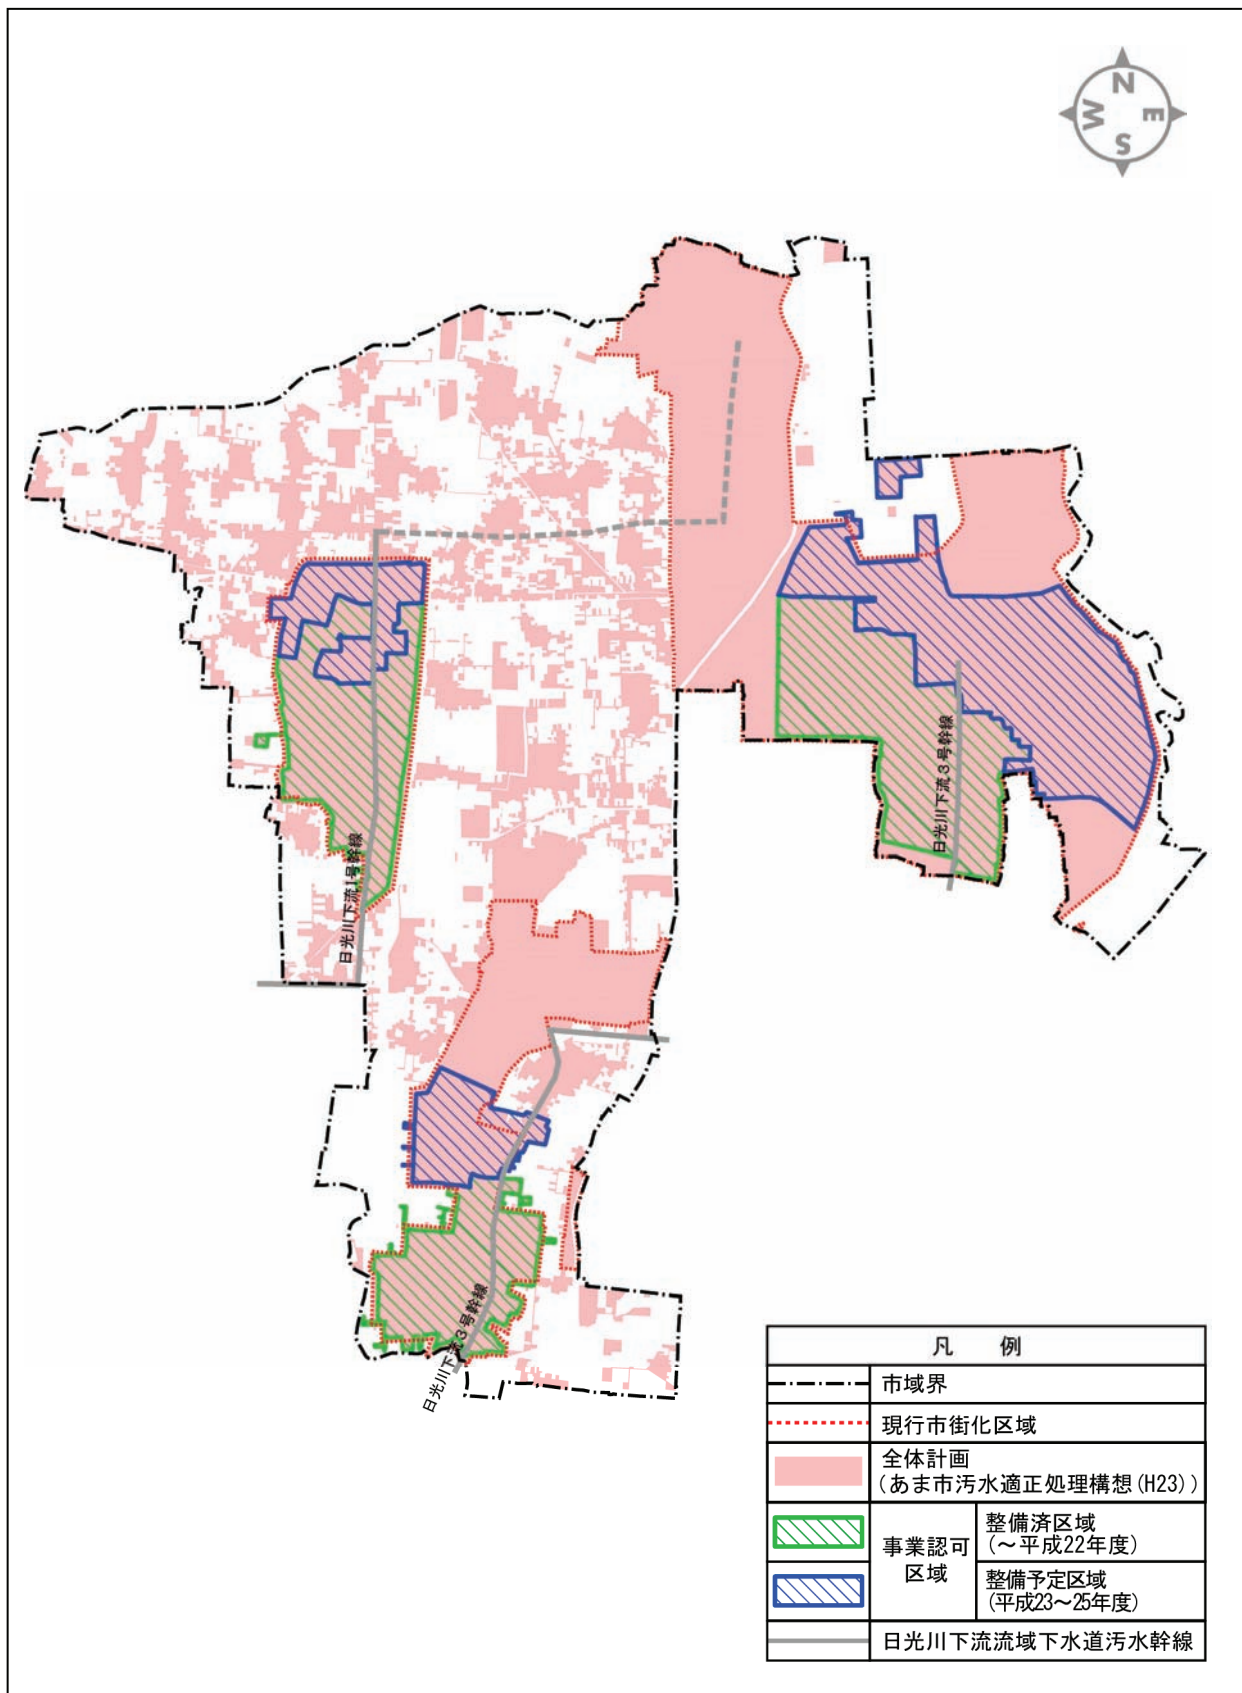 N
W
E
S
日光川下流1号幹線
日光川下流3号幹線
日光川下流3号幹線
凡 例
市域界
現行市街化区域
全体計画
(あま市汚水適正処理構想(H23))
事業認可
区域
整備済区域
(～平成22年度)
整備予定区域
(平成23～25年度)
日光川下流流域下水道汚水幹線